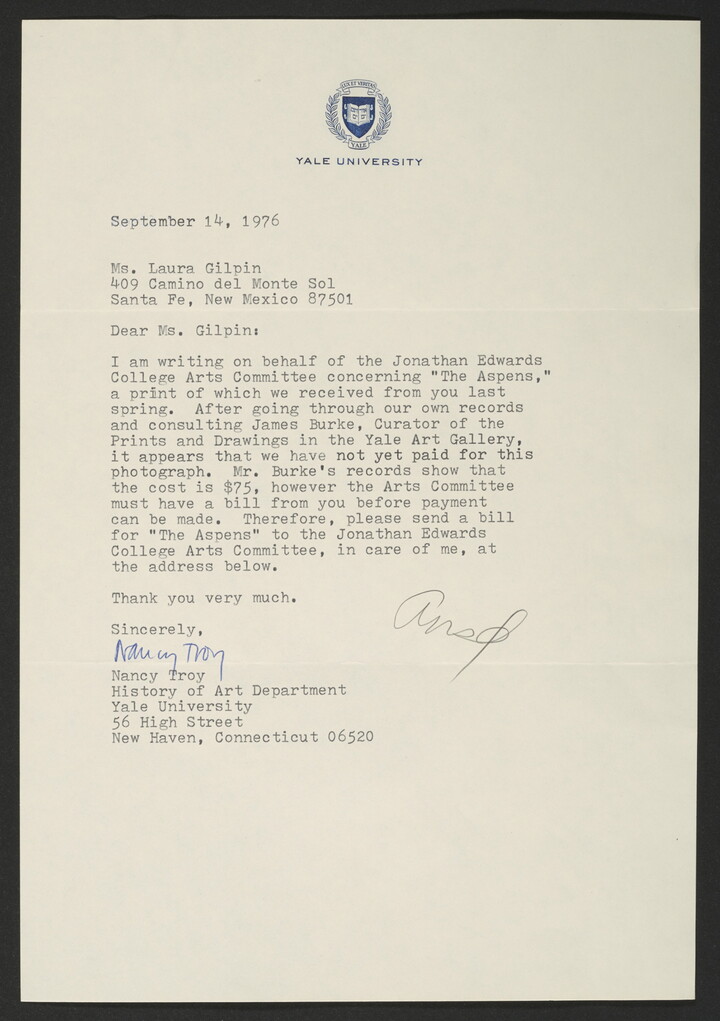 LUX ET VERITAS
YALE
YALE UNIVERSITY
September 14, 1976
Ms. Laura Gilpin
409 Camino del Monte Sol
Santa Fe, New Mexico 87501
Dear Ms. Gilpin:
I am writing on behalf of the Jonathan Edwards
College Arts Committee concerning "The Aspens,"
a print of which we received from you last
spring. After going through our own records
and consulting James Burke, Curator of the
Prints and Drawings in the Yale Art Gallery,
it appears that we have not yet paid for this
photograph. Mr. Burke's records show that
the cost is $75, however the Arts Committee
must have a bill from you before payment
can be made. Therefore, please send a bill
for "The Aspens" to the Jonathan Edwards
College Arts Committee, in care of me, at
the address below.
Thank you very much.
Sincerely,
Nancy Troy
Nancy Troy
History of Art Department
Yale University
56 High Street
New Haven, Connecticut 06520